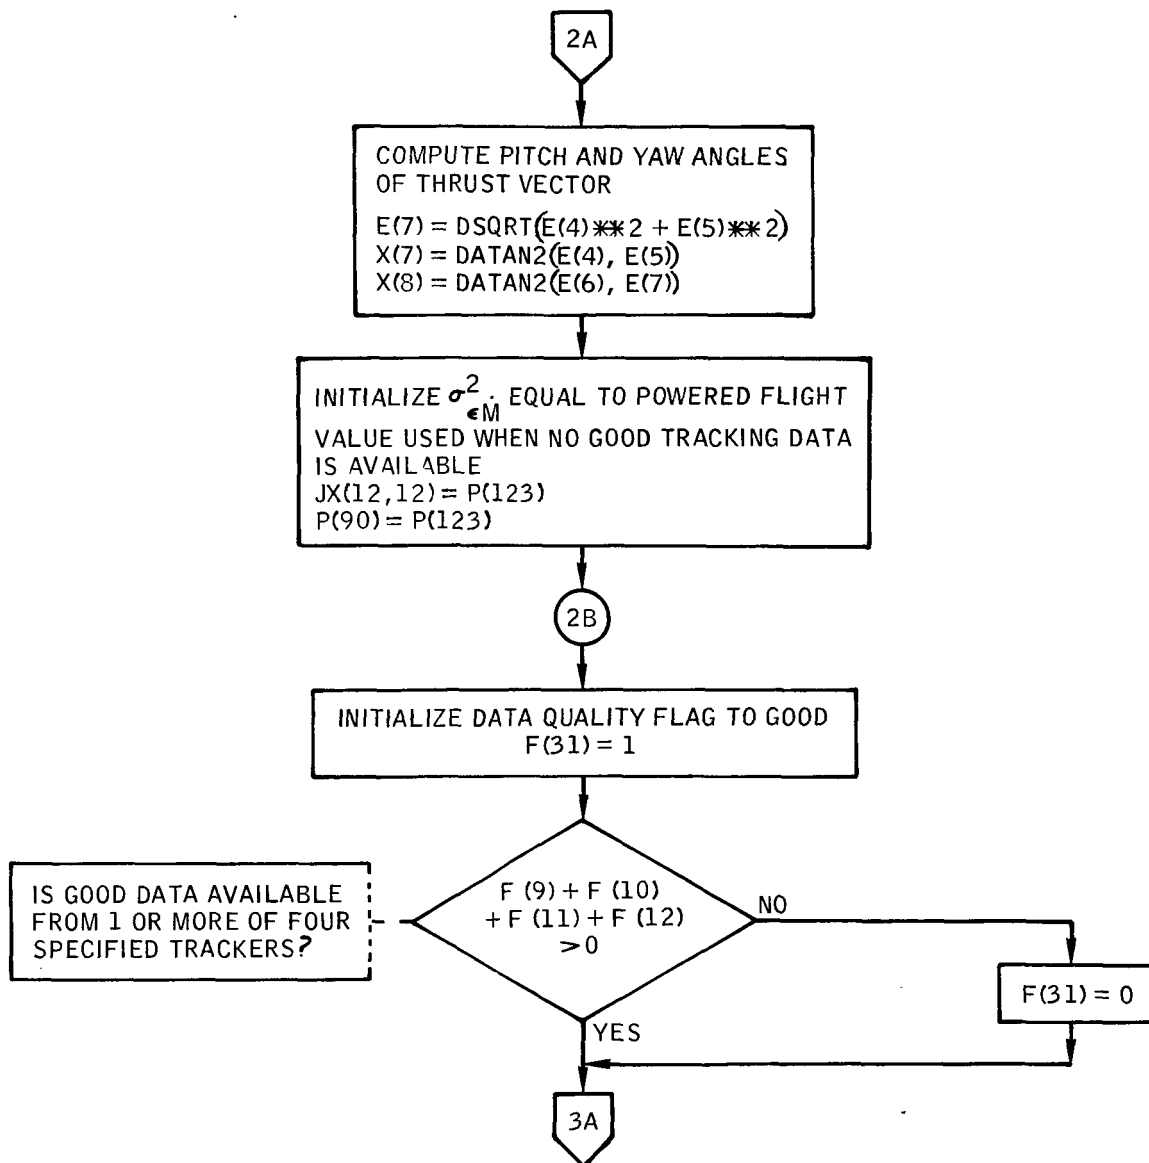 2A
COMPUTE PITCH AND YAW ANGLES
OF THRUST VECTOR
E(7) = DSQRT(E(4)**2 + E(5)**2)
X(7) = DATAN2(E(4), E(5))
X(8) = DATAN2(E(6), E(7))
INITIALIZE σ²ϵṀ EQUAL TO POWERED FLIGHT
VALUE USED WHEN NO GOOD TRACKING DATA
IS AVAILABLE
JX(12,12) = P(123)
P(90) = P(123)
2B
INITIALIZE DATA QUALITY FLAG TO GOOD
F(31) = 1
IS GOOD DATA AVAILABLE
FROM 1 OR MORE OF FOUR
SPECIFIED TRACKERS?
F (9) + F (10)
+ F (11) + F (12)
>0
NO
F(31) = 0
YES
3A